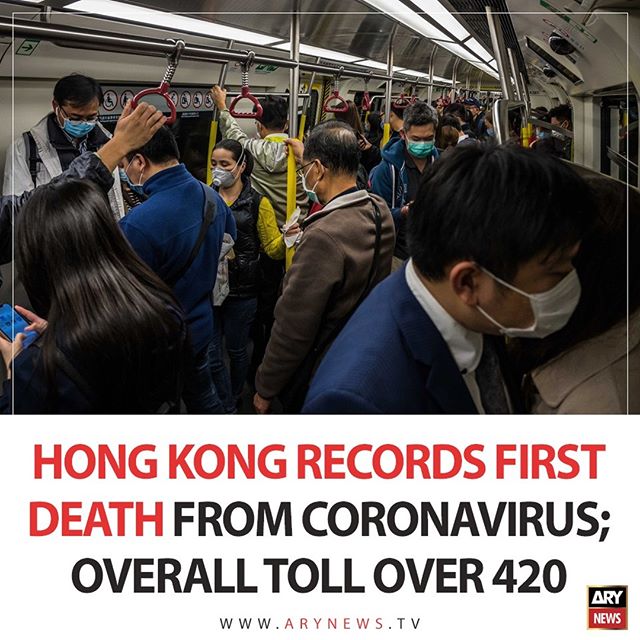 HONG KONG RECORDS FIRST
DEATH FROM CORONAVIRUS;
OVERALL TOLL OVER 420
WWW.ARYNEWS.TV
ARY
NEWS